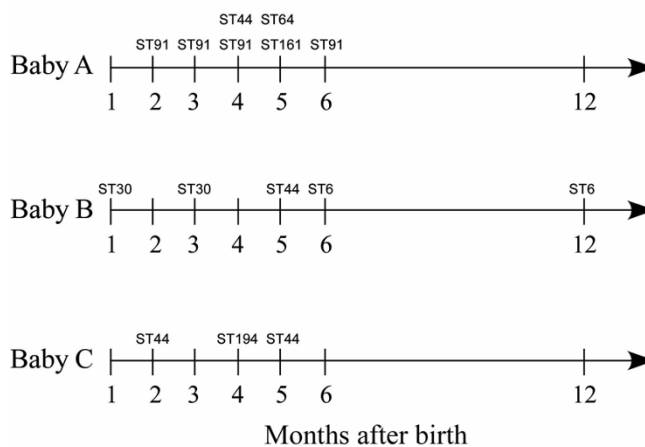 ST44 ST64
ST91 ST91 ST91 ST161 ST91
Baby A
1 2 3 4 5 6 12
ST30 ST30 ST44 ST6 ST6
Baby B
1 2 3 4 5 6 12
ST44 ST194 ST44
Baby C
1 2 3 4 5 6 12
Months after birth